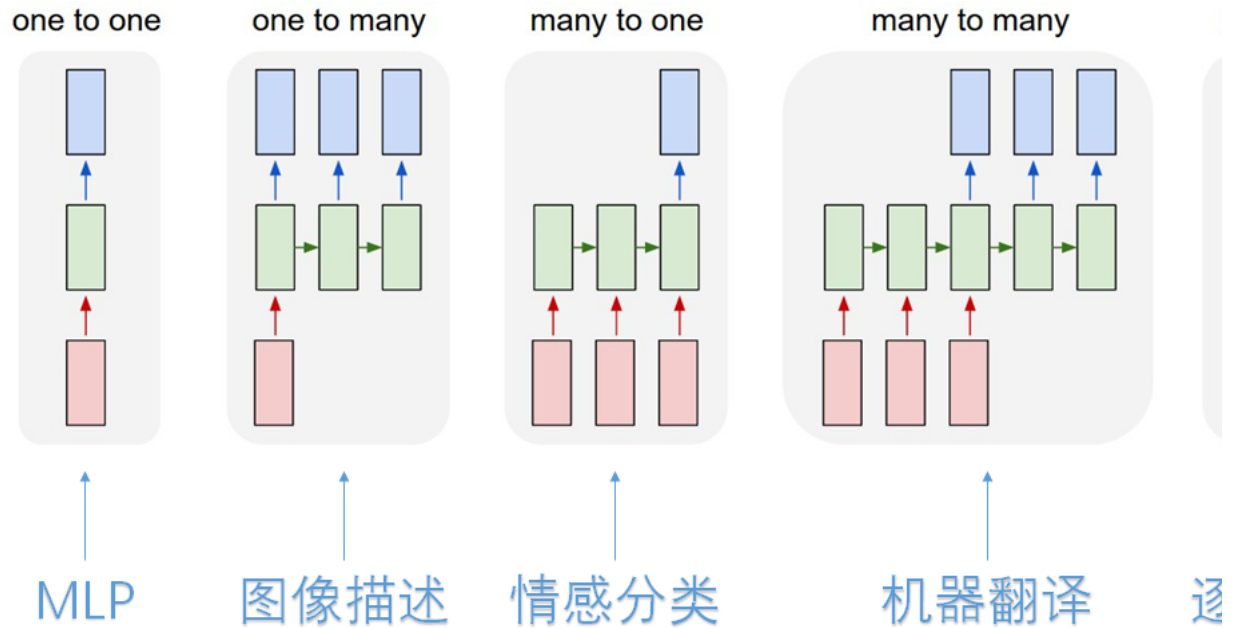 one to one
one to many
many to one
many to many
MLP
图像描述
情感分类
机器翻译
逐